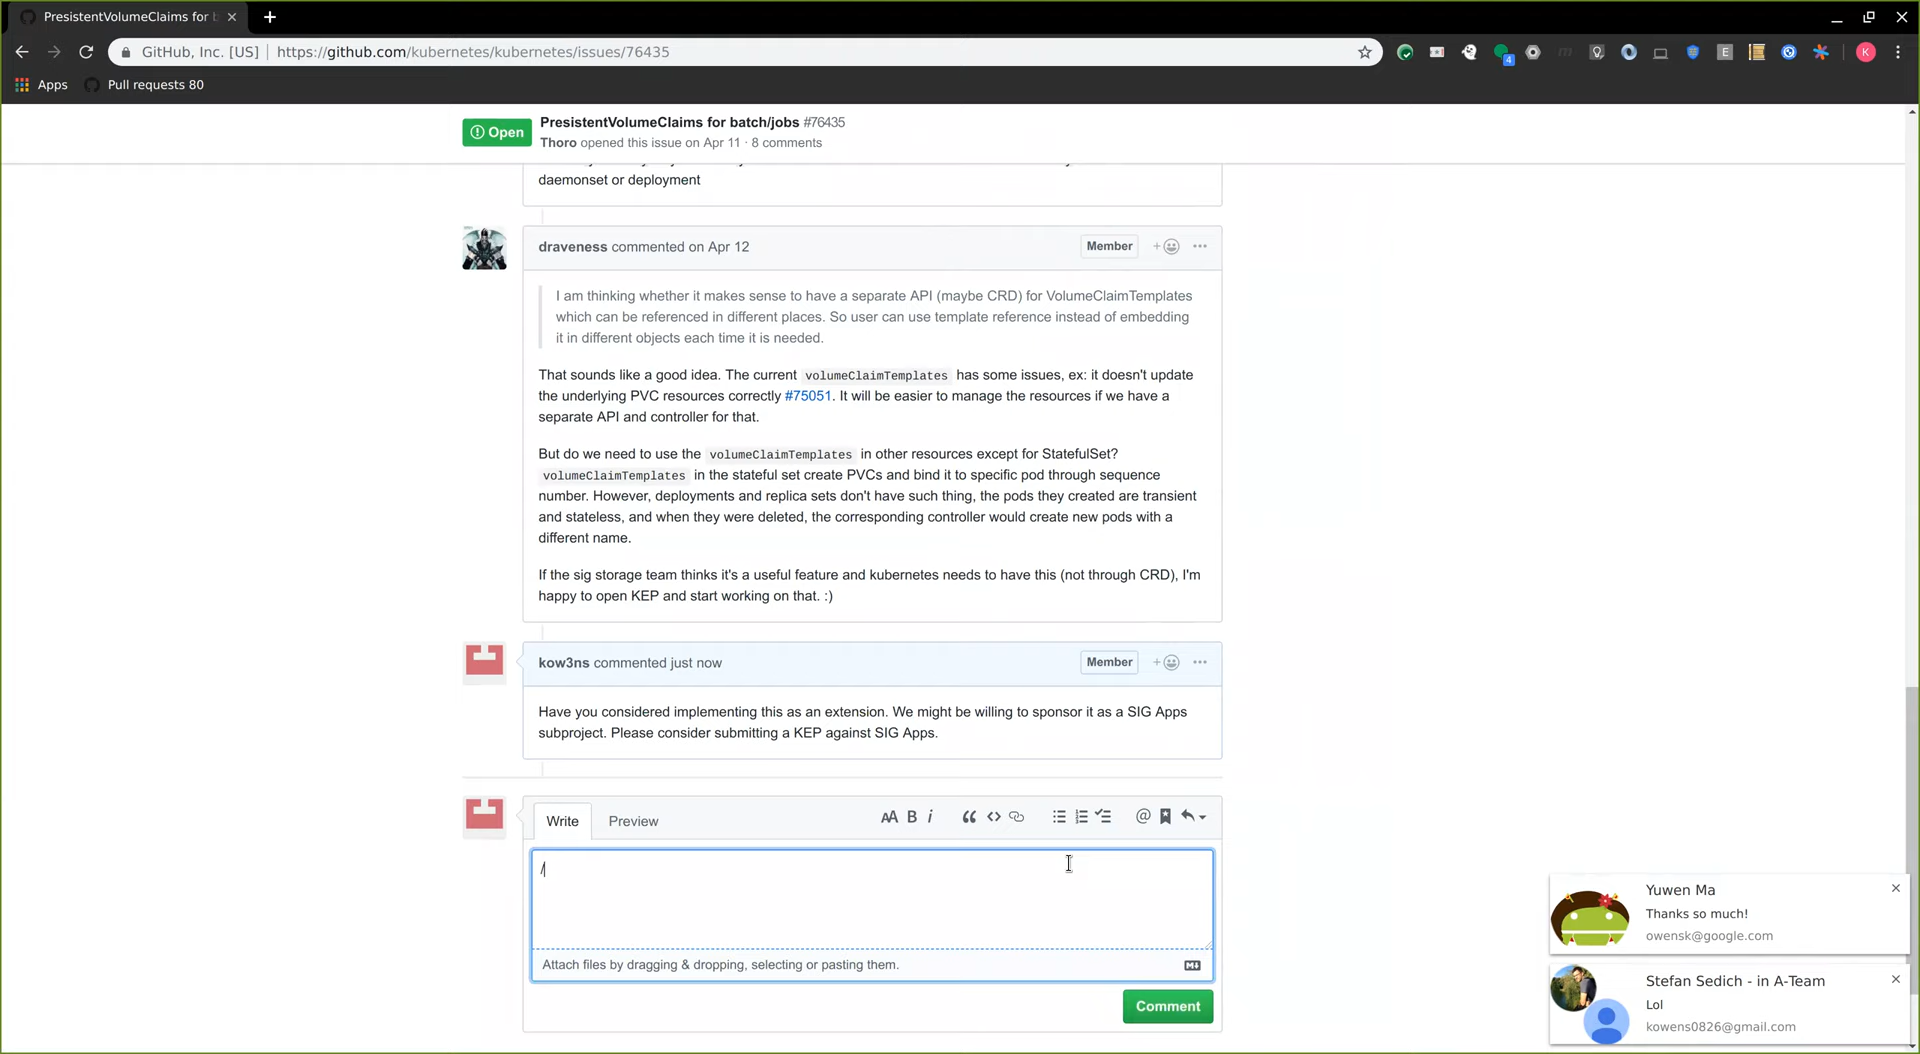 PresistentVolumeClaims for b
GitHub, Inc. [US] | https://github.com/kubernetes/kubernetes/issues/76435
4
E
K
Apps
Pull requests 80
Open
PresistentVolumeClaims for batch/jobs #76435
Thoro opened this issue on Apr 11 · 8 comments
daemonset or deployment
draveness commented on Apr 12
Member
I am thinking whether it makes sense to have a separate API (maybe CRD) for VolumeClaimTemplates
which can be referenced in different places. So user can use template reference instead of embedding
it in different objects each time it is needed.
That sounds like a good idea. The current volumeClaimTemplates has some issues, ex: it doesn't update
the underlying PVC resources correctly #75051. It will be easier to manage the resources if we have a
separate API and controller for that.
But do we need to use the volumeClaimTemplates in other resources except for StatefulSet?
volumeClaimTemplates in the stateful set create PVCs and bind it to specific pod through sequence
number. However, deployments and replica sets don't have such thing, the pods they created are transient
and stateless, and when they were deleted, the corresponding controller would create new pods with a
different name.
If the sig storage team thinks it's a useful feature and kubernetes needs to have this (not through CRD), I'm
happy to open KEP and start working on that. :)
kow3ns commented just now
Member
Have you considered implementing this as an extension. We might be willing to sponsor it as a SIG Apps
subproject. Please consider submitting a KEP against SIG Apps.
Write
Preview
/
Attach files by dragging & dropping, selecting or pasting them.
Comment
Yuwen Ma
Thanks so much!
owensk@google.com
Stefan Sedich - in A-Team
Lol
kowens0826@gmail.com